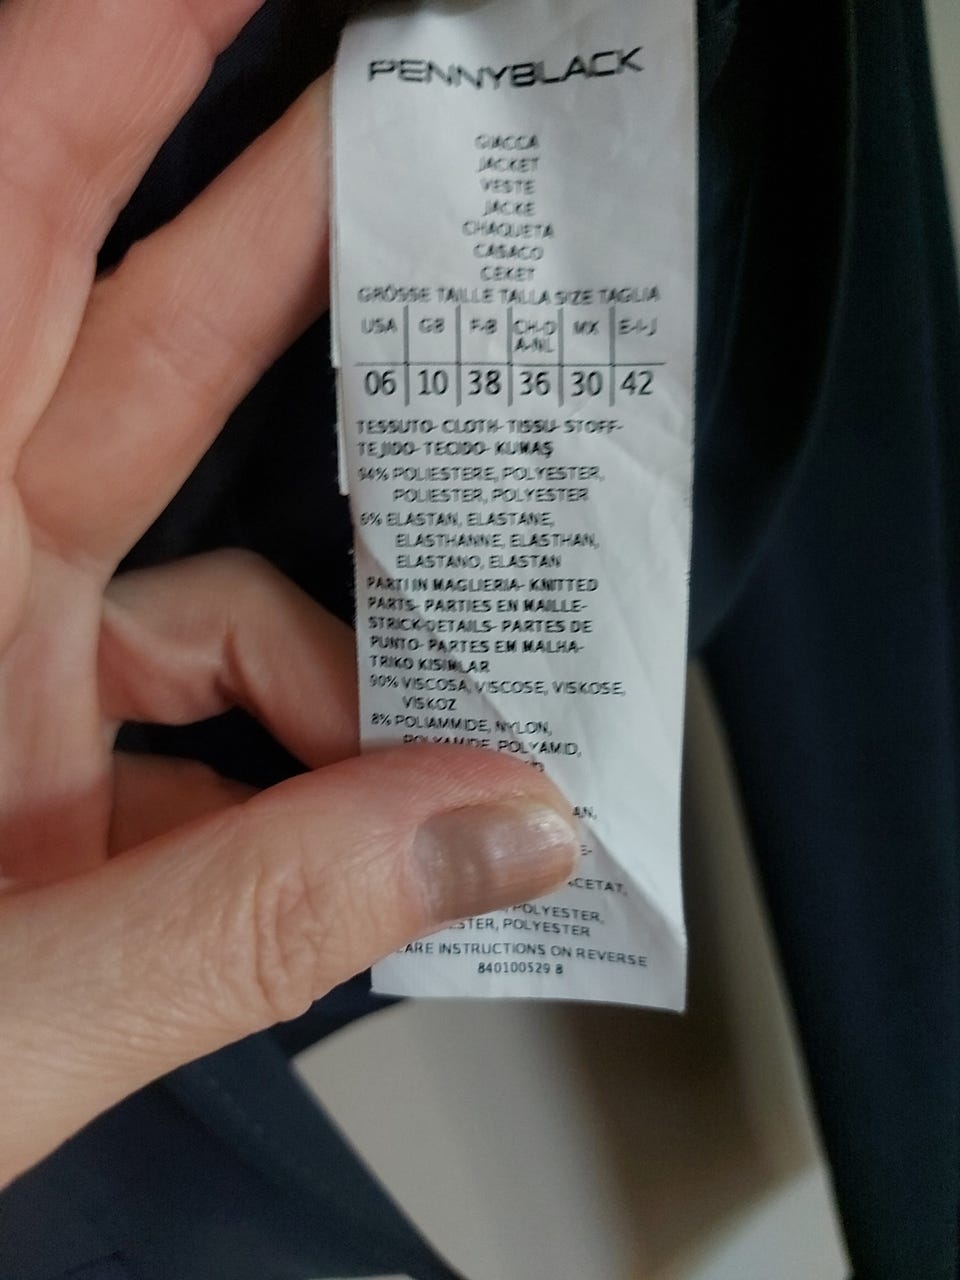 PENNYBLACK
GIACCA
JACKET
VESTE
JACKE
CHAQUETA
CASACO
CEKET
GRÖSSE TAILLE TALLA SIZE TAGLIA
USA GB F-B CH-D MX E-I-J
A-NL
06 10 38 36 30 42
TESSUTO- CLOTH- TISSU- STOFF-
TEJIDO- TECIDO- KUMAŞ
94% POLIESTERE, POLYESTER,
POLIESTER, POLYESTER
6% ELASTAN, ELASTANE,
ELASTHANNE, ELASTHAN,
ELASTANO, ELASTAN
PARTI IN MAGLIERIA- KNITTED
PARTS- PARTIES EN MAILLE-
STRICK-DETAILS- PARTES DE
PUNTO- PARTES EM MALHA-
TRIKO KISIMLAR
90% VISCOSA, VISCOSE, VISKOSE,
VISKOZ
8% POLIAMMIDE, NYLON,
POLYAMIDE, POLYAMID,
POLYESTER,
POLYESTER
CARE INSTRUCTIONS ON REVERSE
840100529 8